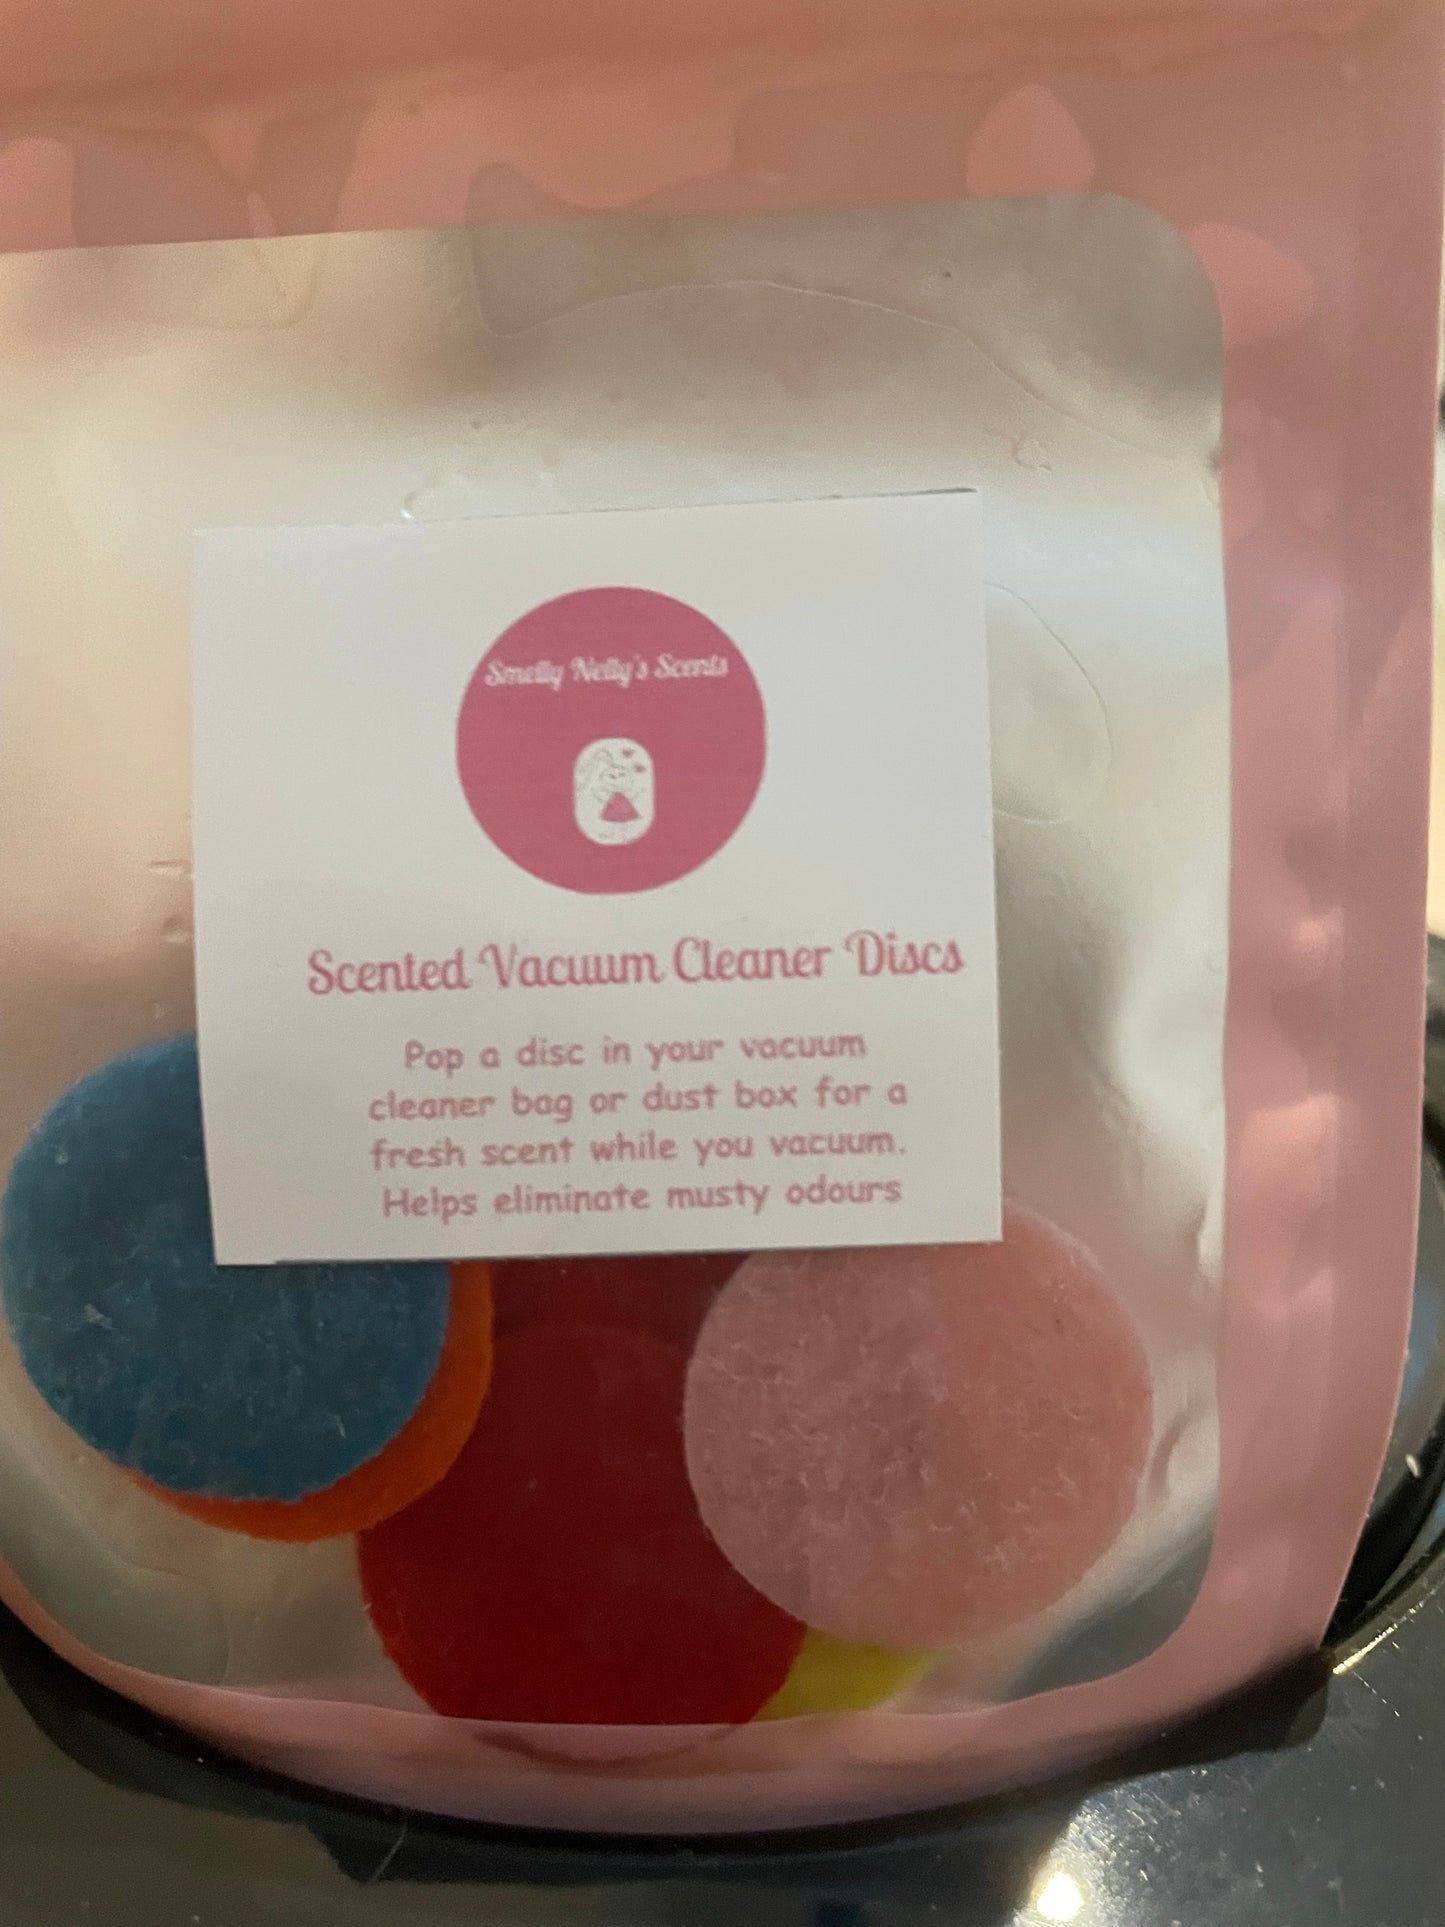 Smelly Nelly's Scents
Scented Vacuum Cleaner Discs
Pop a disc in your vacuum
cleaner bag or dust box for a
fresh scent while you vacuum.
Helps eliminate musty odours